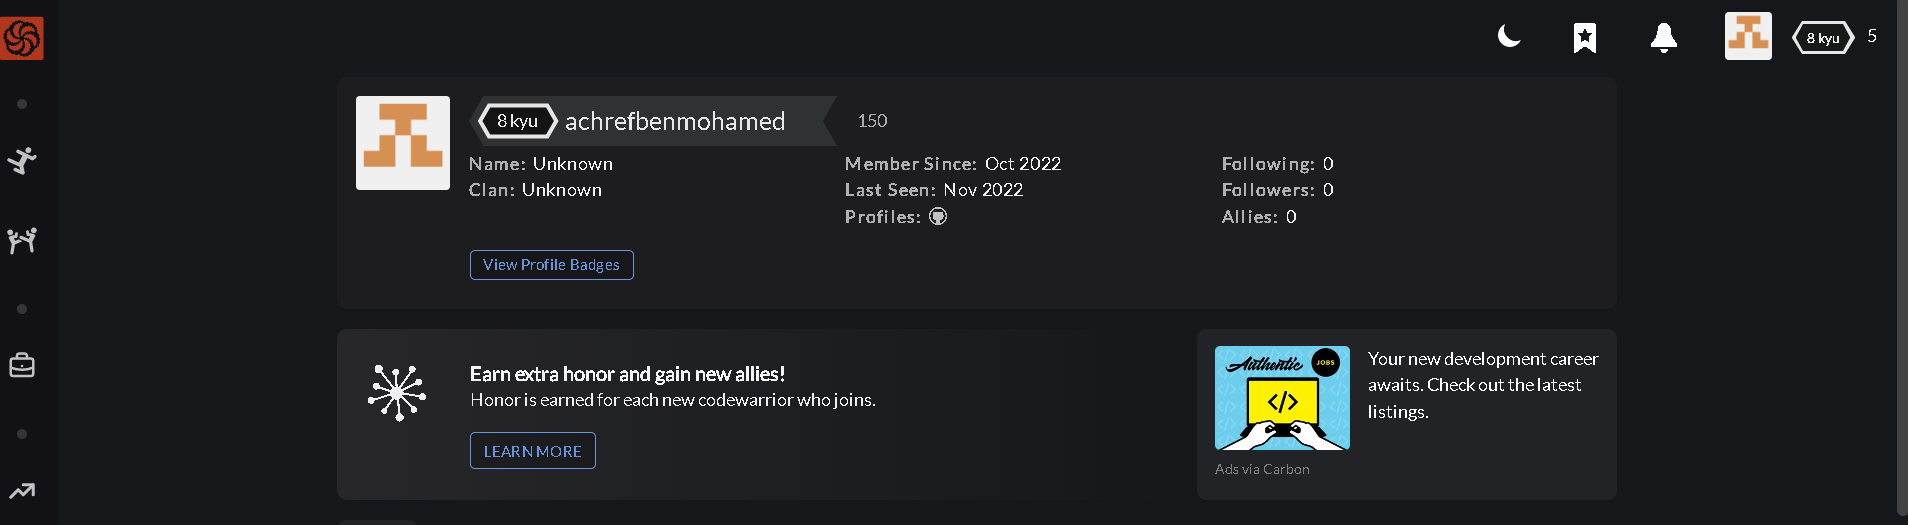 8 kyu 5
8 kyu achrefbenmohamed 150
Name: Unknown
Clan: Unknown
Member Since: Oct 2022
Last Seen: Nov 2022
Profiles:
Following: 0
Followers: 0
Allies: 0
View Profile Badges
Earn extra honor and gain new allies!
Honor is earned for each new codewarrior who joins.
LEARN MORE
Authentic
JOBS
</>
Your new development career
awaits. Check out the latest
listings.
Ads via Carbon